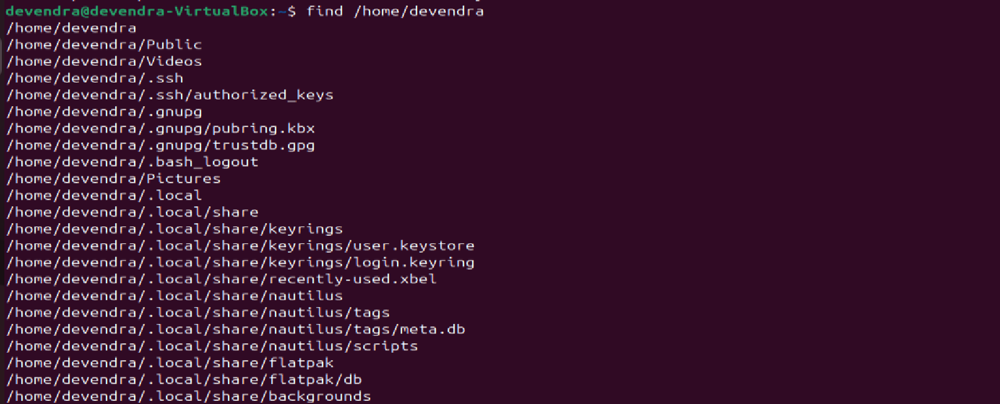 devendra@devendra-VirtualBox:~$ find /home/devendra
/home/devendra
/home/devendra/Public
/home/devendra/Videos
/home/devendra/.ssh
/home/devendra/.ssh/authorized_keys
/home/devendra/.gnupg
/home/devendra/.gnupg/pubring.kbx
/home/devendra/.gnupg/trustdb.gpg
/home/devendra/.bash_logout
/home/devendra/Pictures
/home/devendra/.local
/home/devendra/.local/share
/home/devendra/.local/share/keyrings
/home/devendra/.local/share/keyrings/user.keystore
/home/devendra/.local/share/keyrings/login.keyring
/home/devendra/.local/share/recently-used.xbel
/home/devendra/.local/share/nautilus
/home/devendra/.local/share/nautilus/tags
/home/devendra/.local/share/nautilus/tags/meta.db
/home/devendra/.local/share/nautilus/scripts
/home/devendra/.local/share/flatpak
/home/devendra/.local/share/flatpak/db
/home/devendra/.local/share/backgrounds